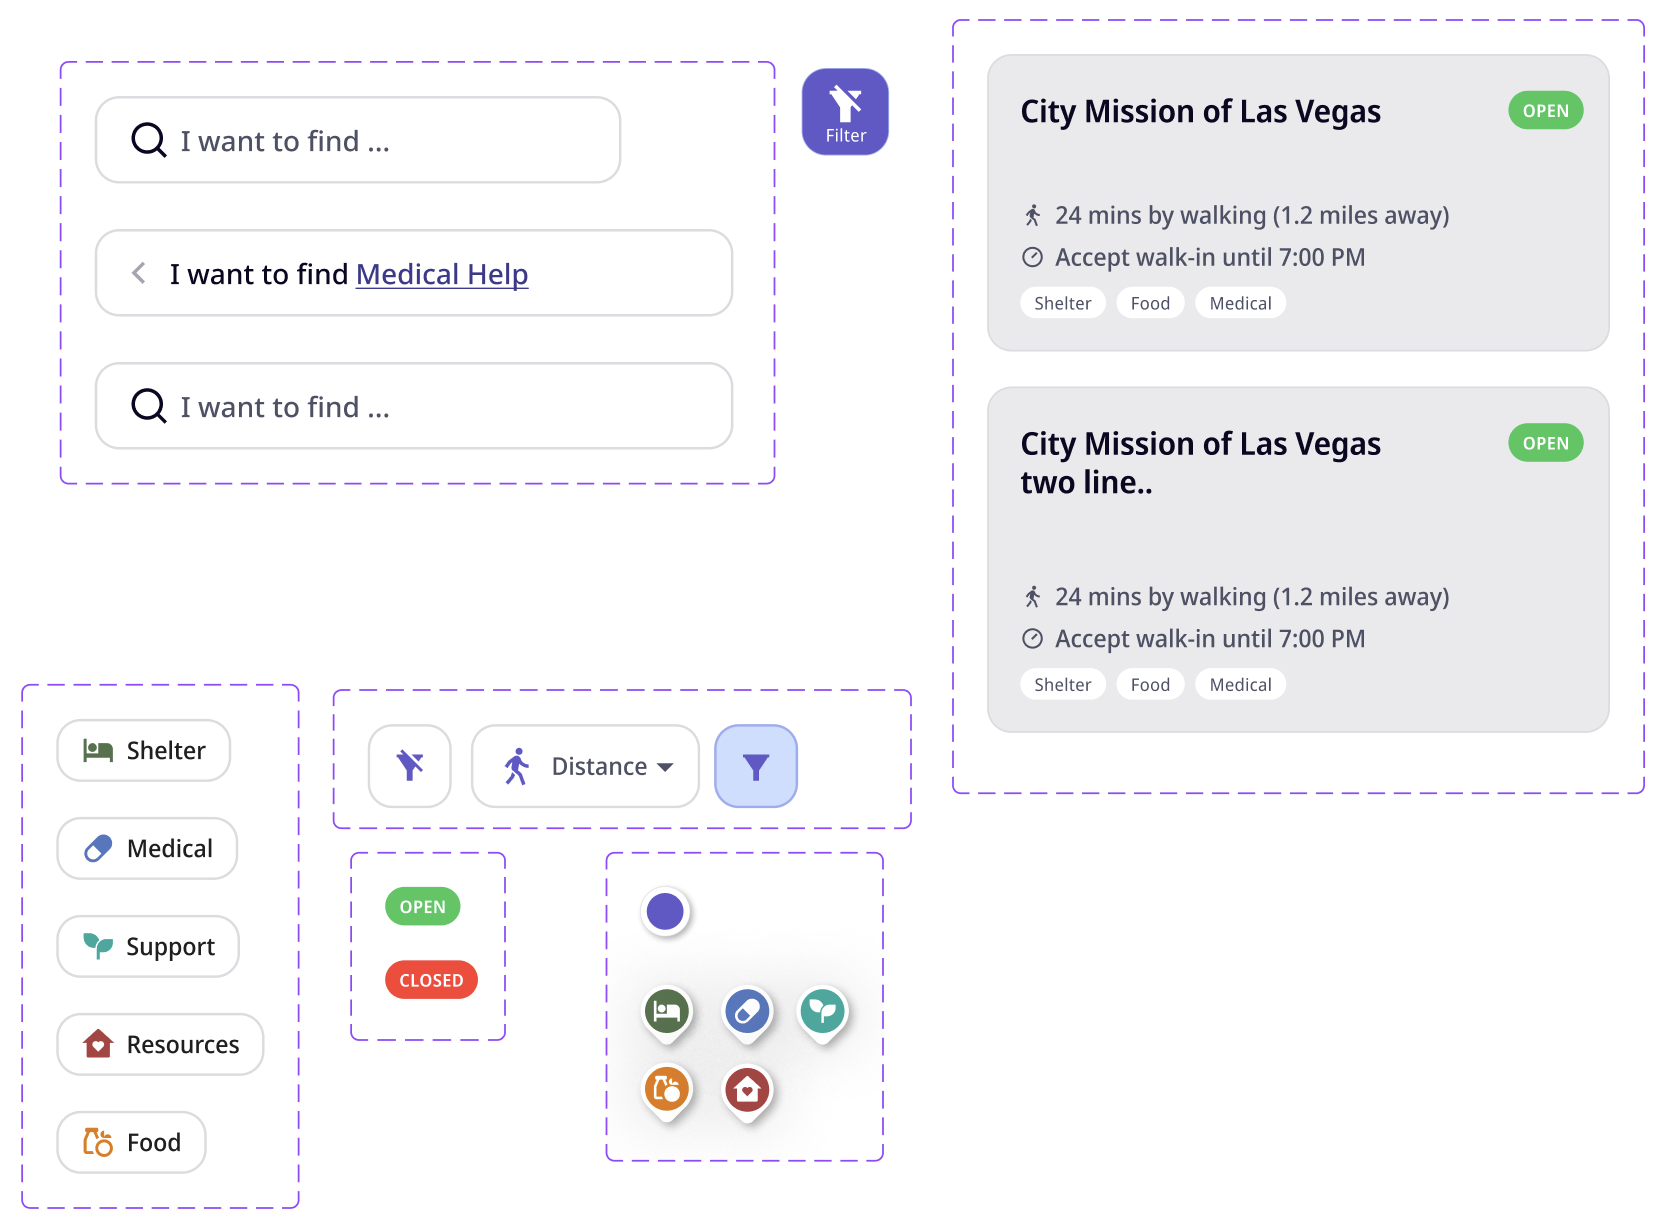 I want to find ...
Filter
I want to find Medical Help
I want to find ...
City Mission of Las Vegas
OPEN
24 mins by walking (1.2 miles away)
Accept walk-in until 7:00 PM
Shelter Food Medical
City Mission of Las Vegas
two line..
OPEN
24 mins by walking (1.2 miles away)
Accept walk-in until 7:00 PM
Shelter Food Medical
Shelter
Medical
Support
Resources
Food
Distance
OPEN
CLOSED